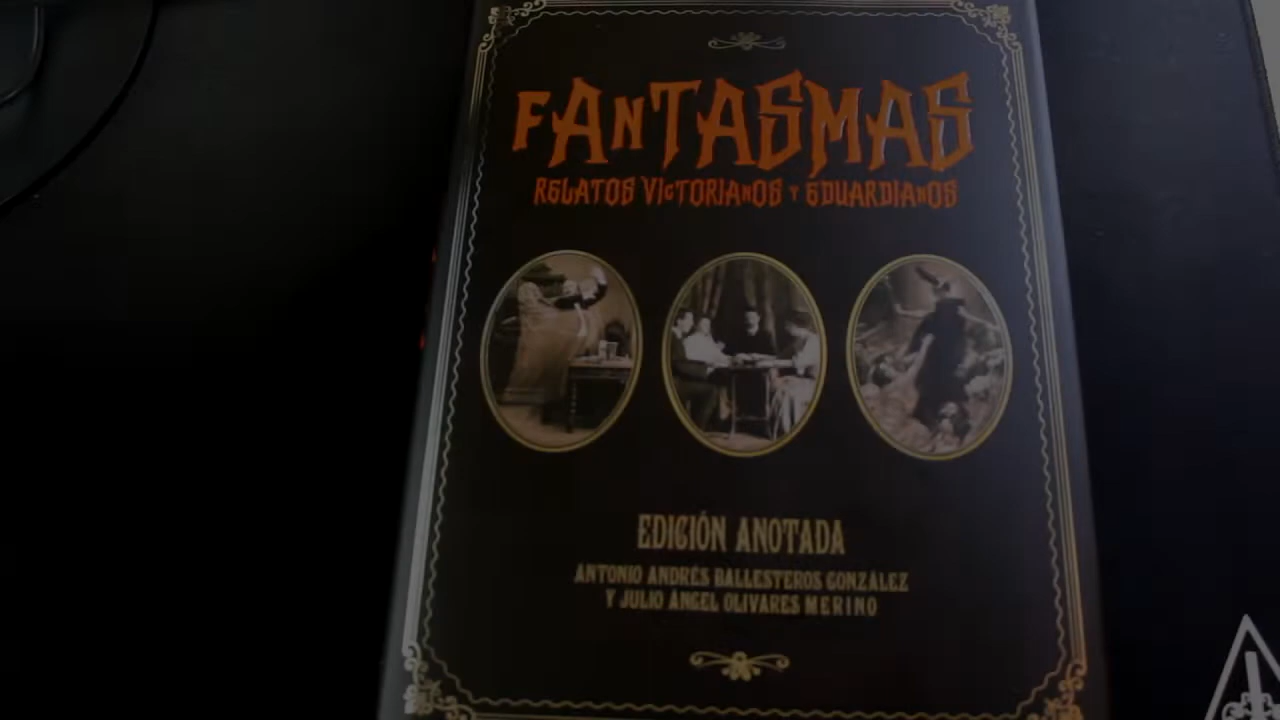 FANTASMAS
RELATOS VICTORIANOS Y EDUARDIANOS
EDICIÓN ANOTADA
ANTONIO ANDRÉS BALLESTEROS GONZÁLEZ
Y JULIO ÁNGEL OLIVARES MERINO